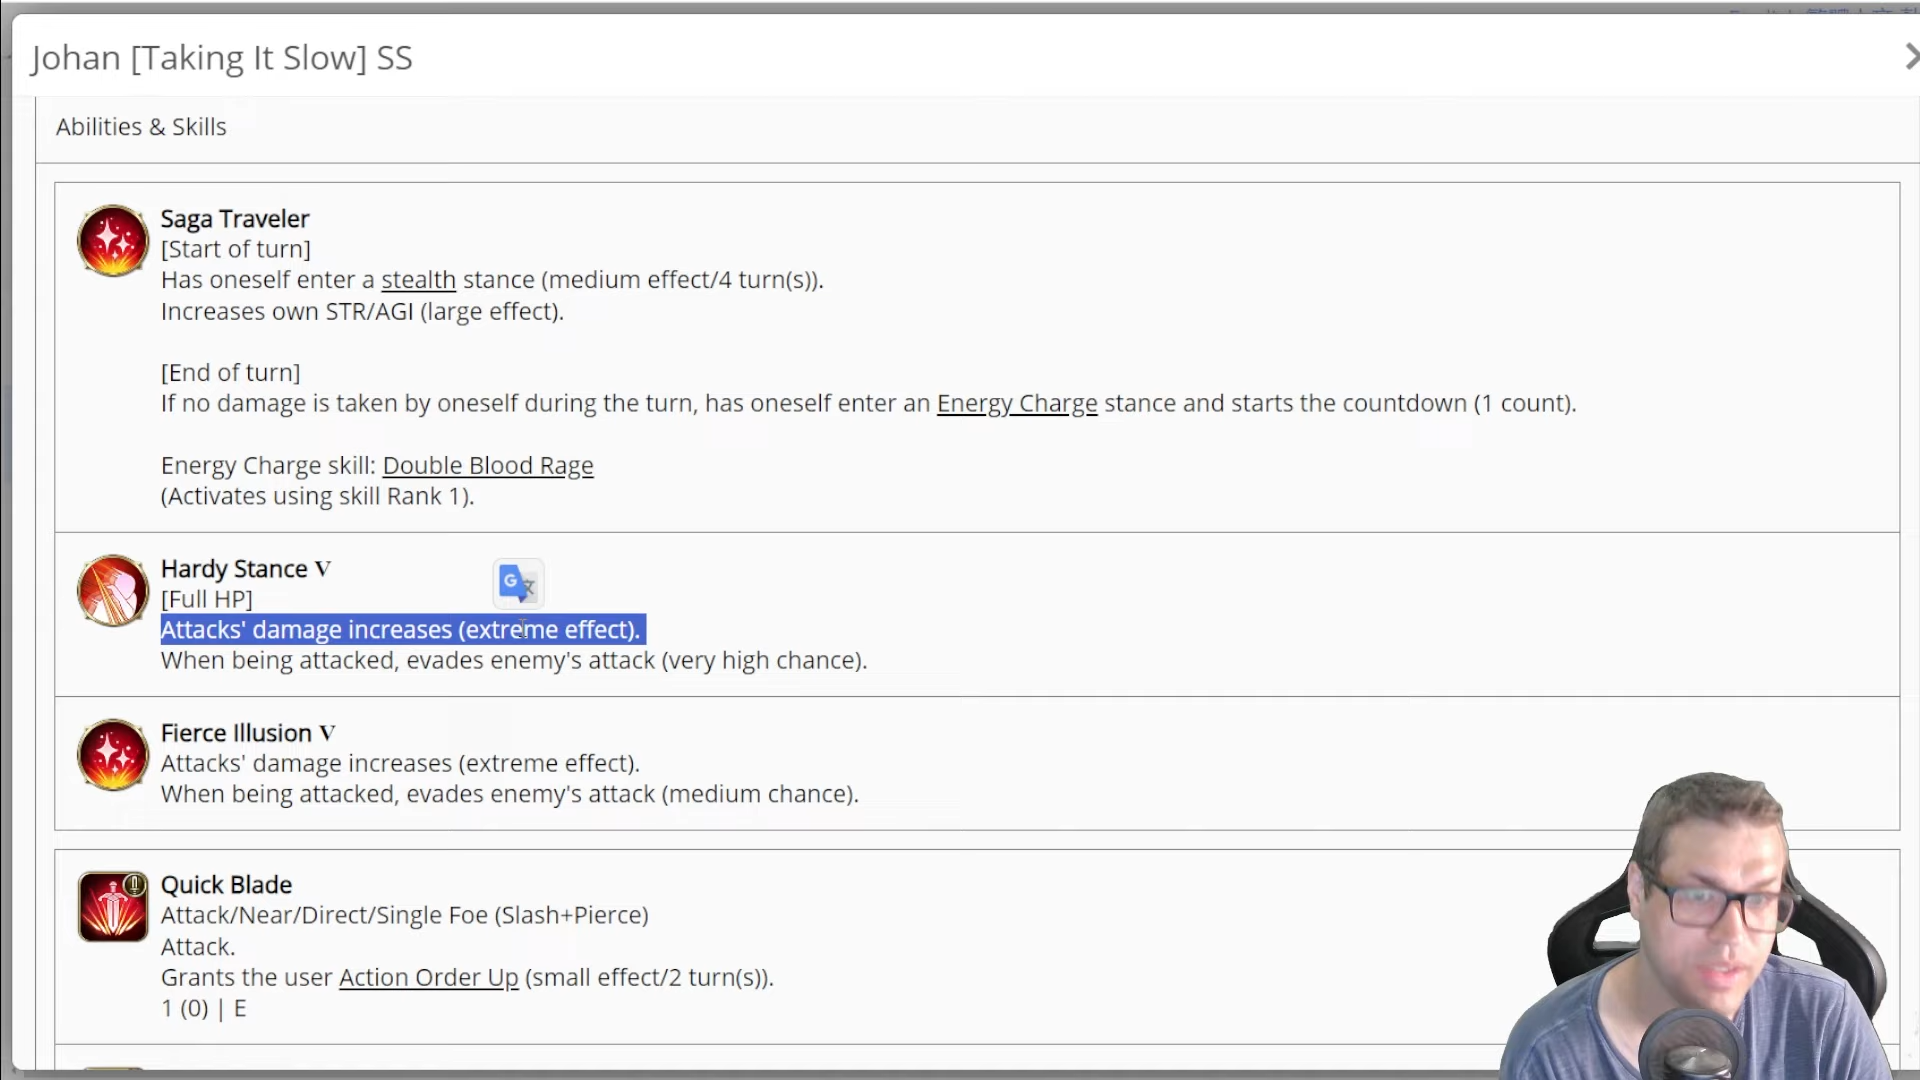 Johan [Taking It Slow] SS
Abilities & Skills
Saga Traveler
[Start of turn]
Has oneself enter a stealth stance (medium effect/4 turn(s)).
Increases own STR/AGI (large effect).
[End of turn]
If no damage is taken by oneself during the turn, has oneself enter an Energy Charge stance and starts the countdown (1 count).
Energy Charge skill: Double Blood Rage
(Activates using skill Rank 1).
Hardy Stance V
[Full HP]
Attacks' damage increases (extreme effect).
When being attacked, evades enemy's attack (very high chance).
Fierce Illusion V
Attacks' damage increases (extreme effect).
When being attacked, evades enemy's attack (medium chance).
Quick Blade
Attack/Near/Direct/Single Foe (Slash+Pierce)
Attack.
Grants the user Action Order Up (small effect/2 turn(s)).
1 (0) | E